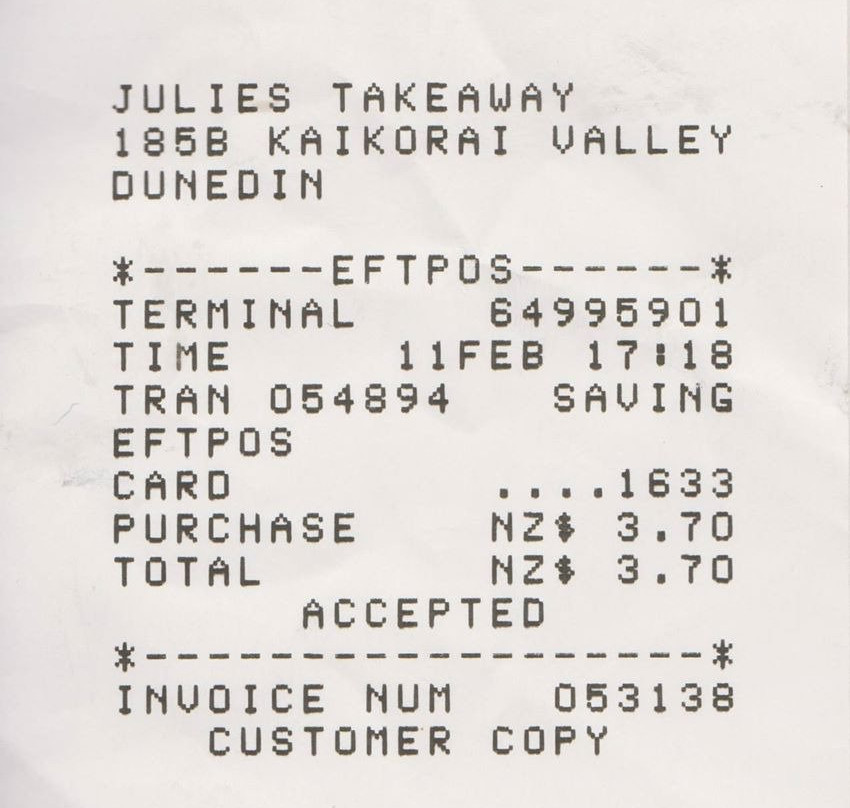 JULIES TAKEAWAY
185B KAIKORAI VALLEY
DUNEDIN
*------EFTPOS------*
TERMINAL 64995901
TIME 11FEB 17:18
TRAN 054894 SAVING
EFTPOS
CARD ....1633
PURCHASE NZ$ 3.70
TOTAL NZ$ 3.70
ACCEPTED
*------------------*
INVOICE NUM 053138
CUSTOMER COPY